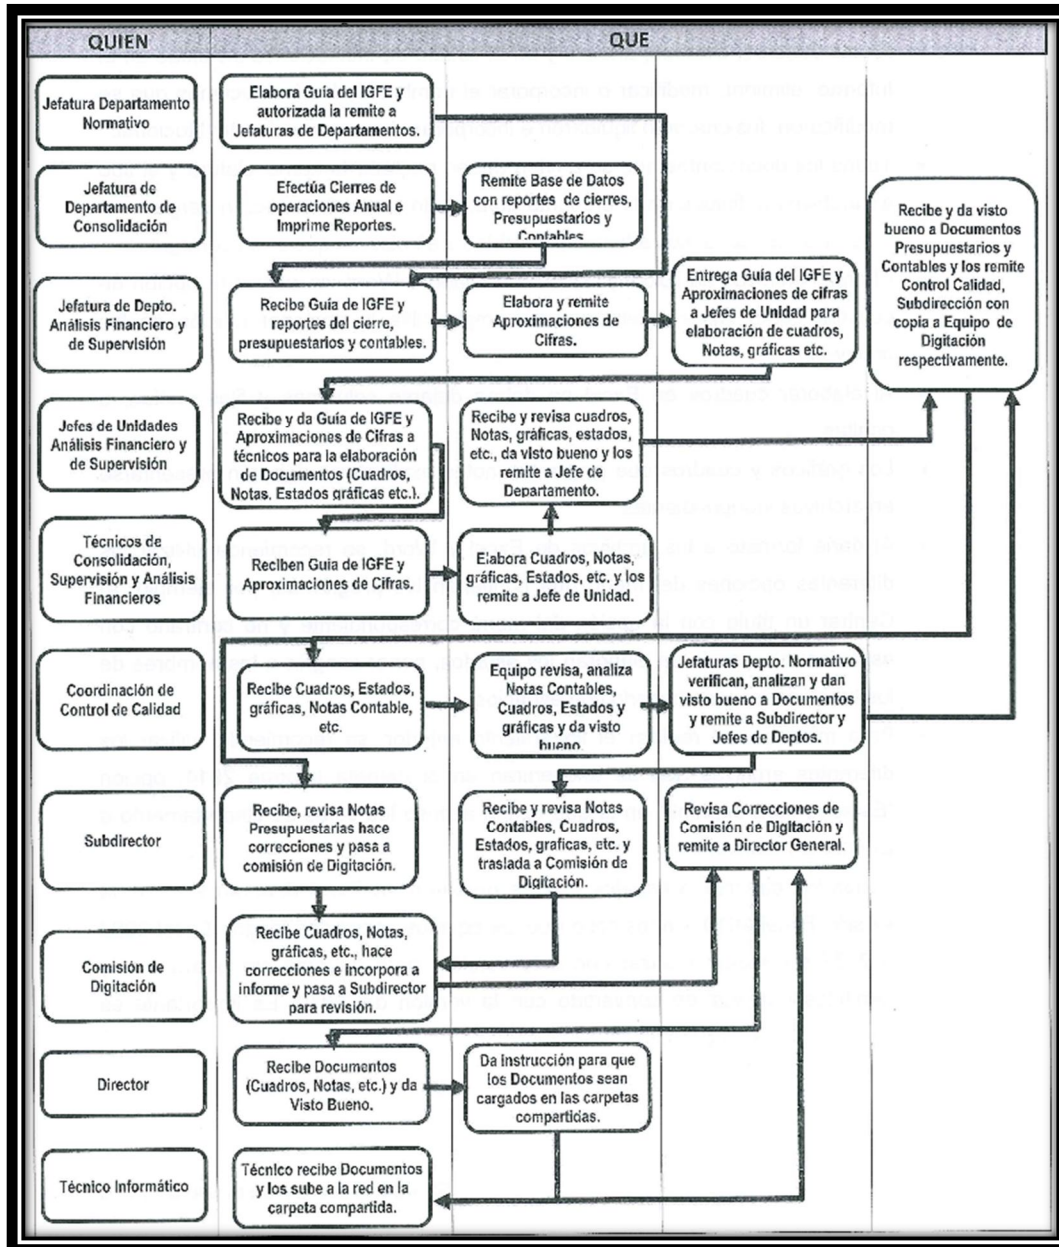 QUIEN
QUE
Jefatura Departamento
Normativo
Elabora Guía del IGFE y
autorizada la remite a
Jefaturas de Departamentos.
Jefatura de
Departamento de
Consolidación
Efectúa Cierres de
operaciones Anual e
Imprime Reportes.
Remite Base de Datos
con reportes de cierres,
Presupuestarios y
Contables
Recibe y da visto
bueno a Documentos
Presupuestarios y
Contables y los remite
Control Calidad,
Subdirección con
copia a Equipo de
Digitación
respectivamente.
Jefatura de Depto.
Análisis Financiero y
de Supervisión
Recibe Guía de IGFE y
reportes del cierre,
presupuestarios y contables.
Elabora y remite
Aproximaciones de
Cifras.
Entrega Guía del IGFE y
Aproximaciones de cifras
a Jefes de Unidad para
elaboración de cuadros,
Notas, gráficas etc.
Jefes de Unidades
Análisis Financiero y
de Supervisión
Recibe y da Guía de IGFE y
Aproximaciones de Cifras a
técnicos para la elaboración
de Documentos (Cuadros,
Notas. Estados gráficas etc.).
Recibe y revisa cuadros,
Notas, gráficas, estados,
etc., da visto bueno y los
remite a Jefe de
Departamento.
Técnicos de
Consolidación,
Supervisión y Análisis
Financieros
Reciben Guia de IGFE y
Aproximaciones de Cifras.
Elabora Cuadros, Notas,
gráficas, Estados, etc. y los
remite a Jefe de Unidad.
Coordinación de
Control de Calidad
Recibe Cuadros, Estados,
gráficas, Notas Contable,
etc.
Equipo revisa, analiza
Notas Contables,
Cuadros, Estados y
gráficas y da visto
bueno
Jefaturas Depto. Normativo
verifican, analizan y dan
visto bueno a Documentos
y remite a Subdirector y
Jefes de Deptos.
Subdirector
Recibe, revisa Notas
Presupuestarias hace
correcciones y pasa a
comisión de Digitación.
Recibe y revisa Notas
Contables, Cuadros,
Estados, graficas, etc. y
traslada a Comisión de
Digitación.
Revisa Correcciones de
Comisión de Digitación y
remite a Director General.
Comisión de
Digitación
Recibe Cuadros, Notas,
gráficas, etc., hace
correcciones e incorpora a
informe y pasa a Subdirector
para revisión.
Director
Recibe Documentos
(Cuadros, Notas, etc.) y da
Visto Bueno.
Da instrucción para que
los Documentos sean
cargados en las carpetas
compartidas.
Técnico Informático
Técnico recibe Documentos
y los sube a la red en la
carpeta compartida.